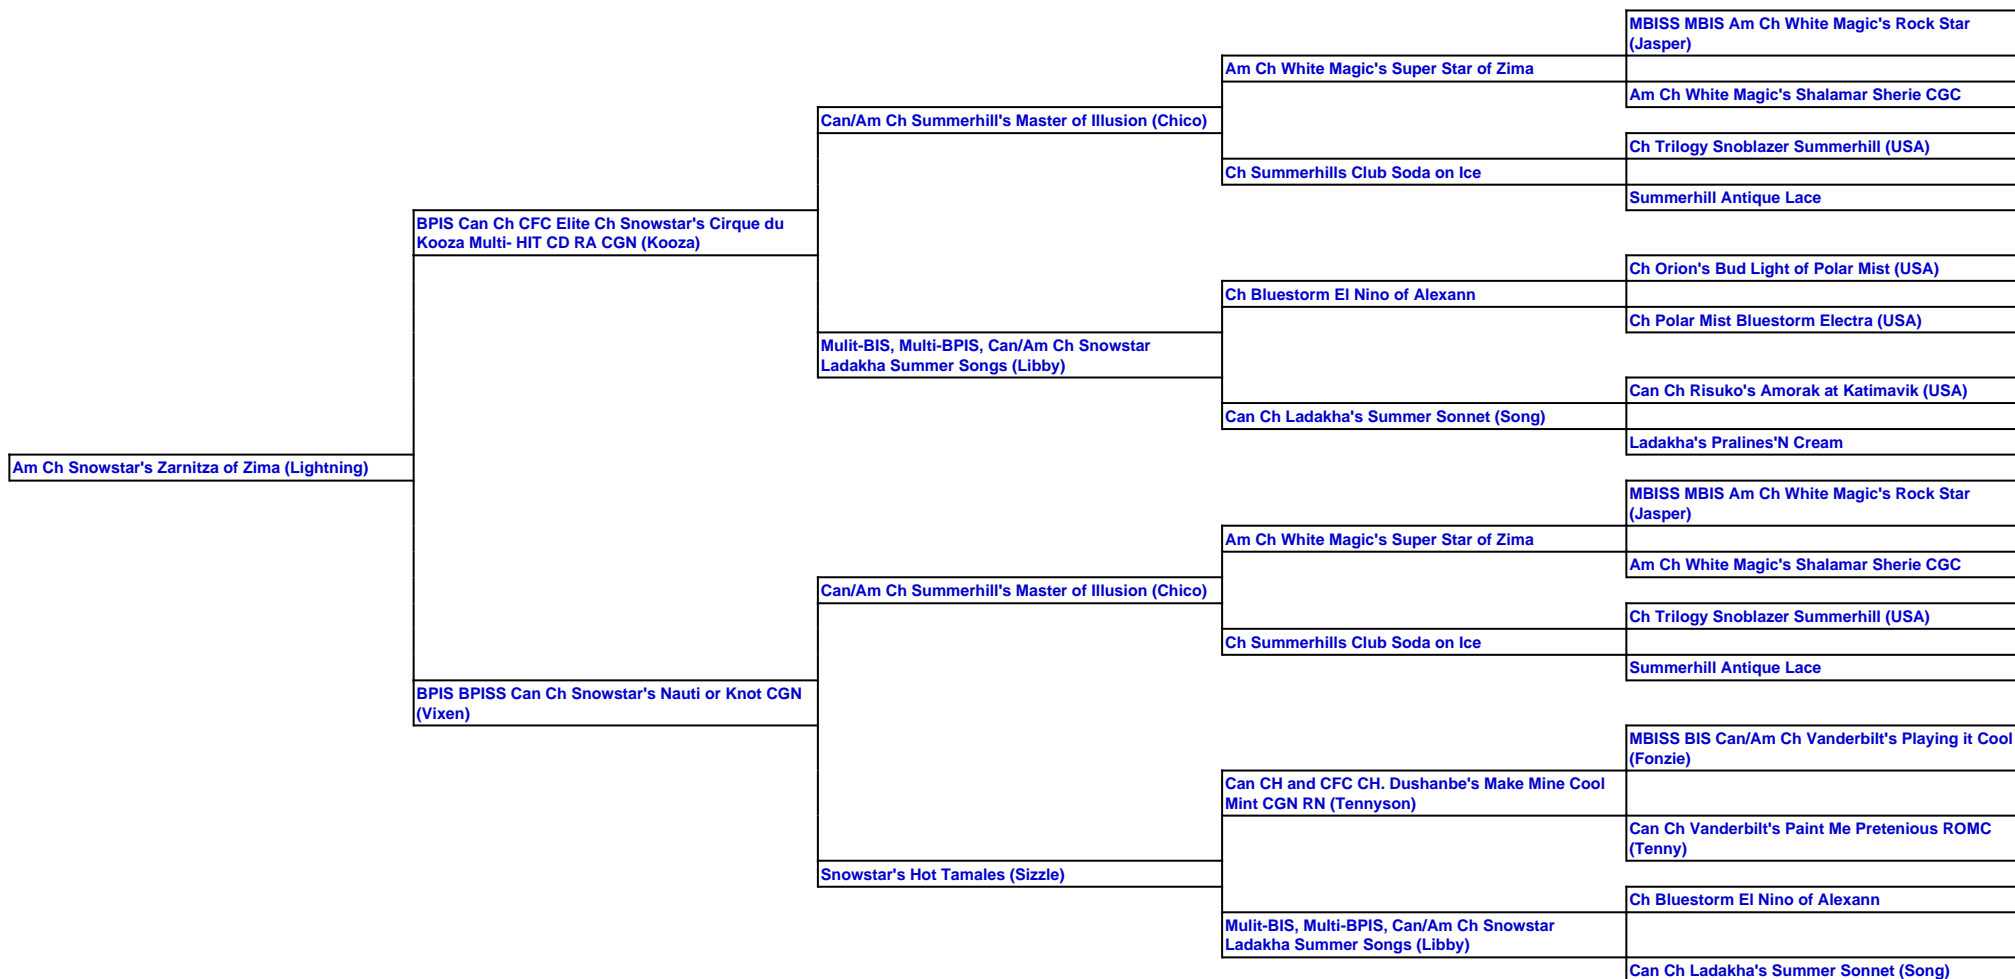 MBISS MBIS Am Ch White Magic's Rock Star
(Jasper)
Am Ch White Magic's Super Star of Zima
Am Ch White Magic's Shalamar Sherie CGC
Can/Am Ch Summerhill's Master of Illusion (Chico)
Ch Trilogy Snoblazer Summerhill (USA)
Ch Summerhills Club Soda on Ice
Summerhill Antique Lace
BPIS Can Ch CFC Elite Ch Snowstar's Cirque du
Kooza Multi- HIT CD RA CGN (Kooza)
Ch Orion's Bud Light of Polar Mist (USA)
Ch Bluestorm El Nino of Alexann
Ch Polar Mist Bluestorm Electra (USA)
Mulit-BIS, Multi-BPIS, Can/Am Ch Snowstar
Ladakha Summer Songs (Libby)
Can Ch Risuko's Amorak at Katimavik (USA)
Can Ch Ladakha's Summer Sonnet (Song)
Ladakha's Pralines'N Cream
Am Ch Snowstar's Zarnitza of Zima (Lightning)
MBISS MBIS Am Ch White Magic's Rock Star
(Jasper)
Am Ch White Magic's Super Star of Zima
Am Ch White Magic's Shalamar Sherie CGC
Can/Am Ch Summerhill's Master of Illusion (Chico)
Ch Trilogy Snoblazer Summerhill (USA)
Ch Summerhills Club Soda on Ice
Summerhill Antique Lace
BPIS BPISS Can Ch Snowstar's Nauti or Knot CGN
(Vixen)
MBISS BIS Can/Am Ch Vanderbilt's Playing it Cool
(Fonzie)
Can CH and CFC CH. Dushanbe's Make Mine Cool
Mint CGN RN (Tennyson)
Can Ch Vanderbilt's Paint Me Pretenious ROMC
(Tenny)
Snowstar's Hot Tamales (Sizzle)
Ch Bluestorm El Nino of Alexann
Mulit-BIS, Multi-BPIS, Can/Am Ch Snowstar
Ladakha Summer Songs (Libby)
Can Ch Ladakha's Summer Sonnet (Song)